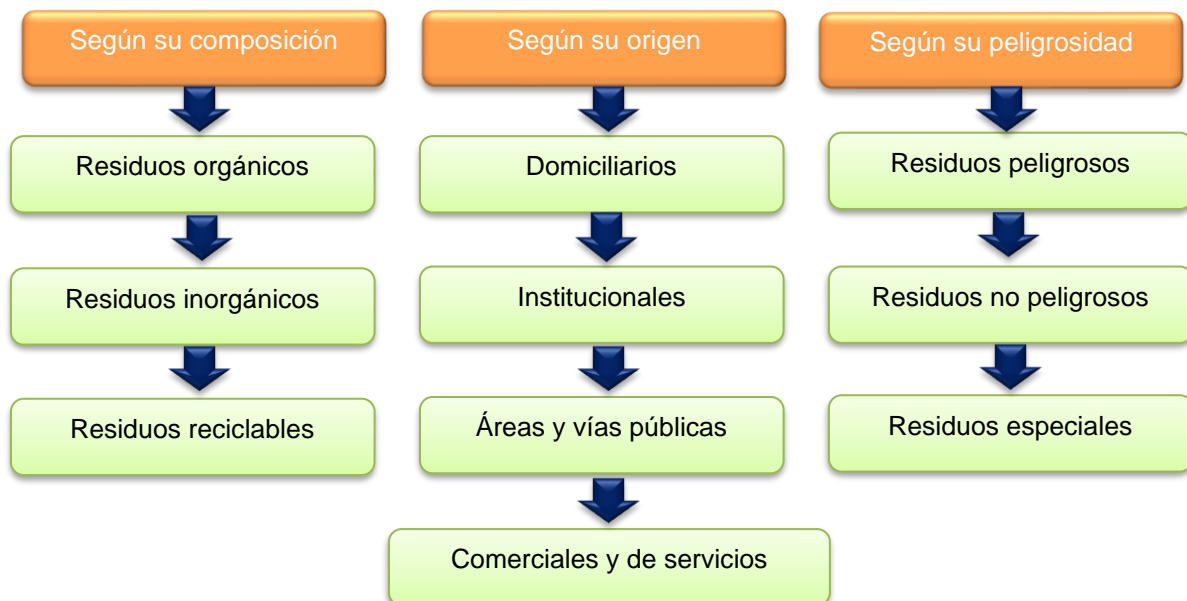 Según su composición
Residuos orgánicos
Residuos inorgánicos
Residuos reciclables
Según su origen
Domiciliarios
Institucionales
Áreas y vías públicas
Comerciales y de servicios
Según su peligrosidad
Residuos peligrosos
Residuos no peligrosos
Residuos especiales